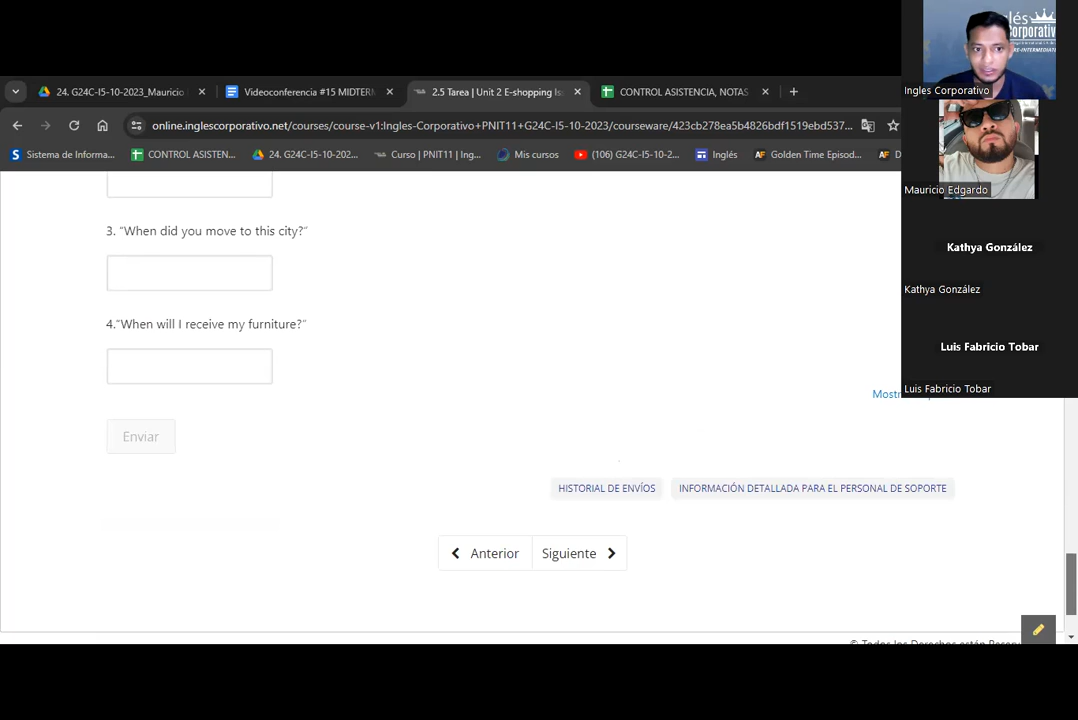 24. G24C-I5-10-2023_Mauricio
Videoconferencia #15 MIDTERM
2.5 Tarea | Unit 2 E-shopping Is
CONTROL ASISTENCIA, NOTAS
online.inglescorporativo.net/courses/course-v1:Ingles-Corporativo+PNIT11+G24C-I5-10-2023/courseware/423cb278ea5b4826bdf1519ebd537...
Sistema de Informa...
CONTROL ASISTEN...
24. G24C-I5-10-202...
Curso | PNIT11 | Ing...
Mis cursos
(106) G24C-I5-10-2...
Inglés
Golden Time Episod...
3. "When did you move to this city?"
4."When will I receive my furniture?"
Enviar
HISTORIAL DE ENVÍOS
INFORMACIÓN DETALLADA PARA EL PERSONAL DE SOPORTE
Anterior
Siguiente
Ingles Corporativo
Mauricio Edgardo
Kathya González
Kathya González
Luis Fabricio Tobar
Luis Fabricio Tobar